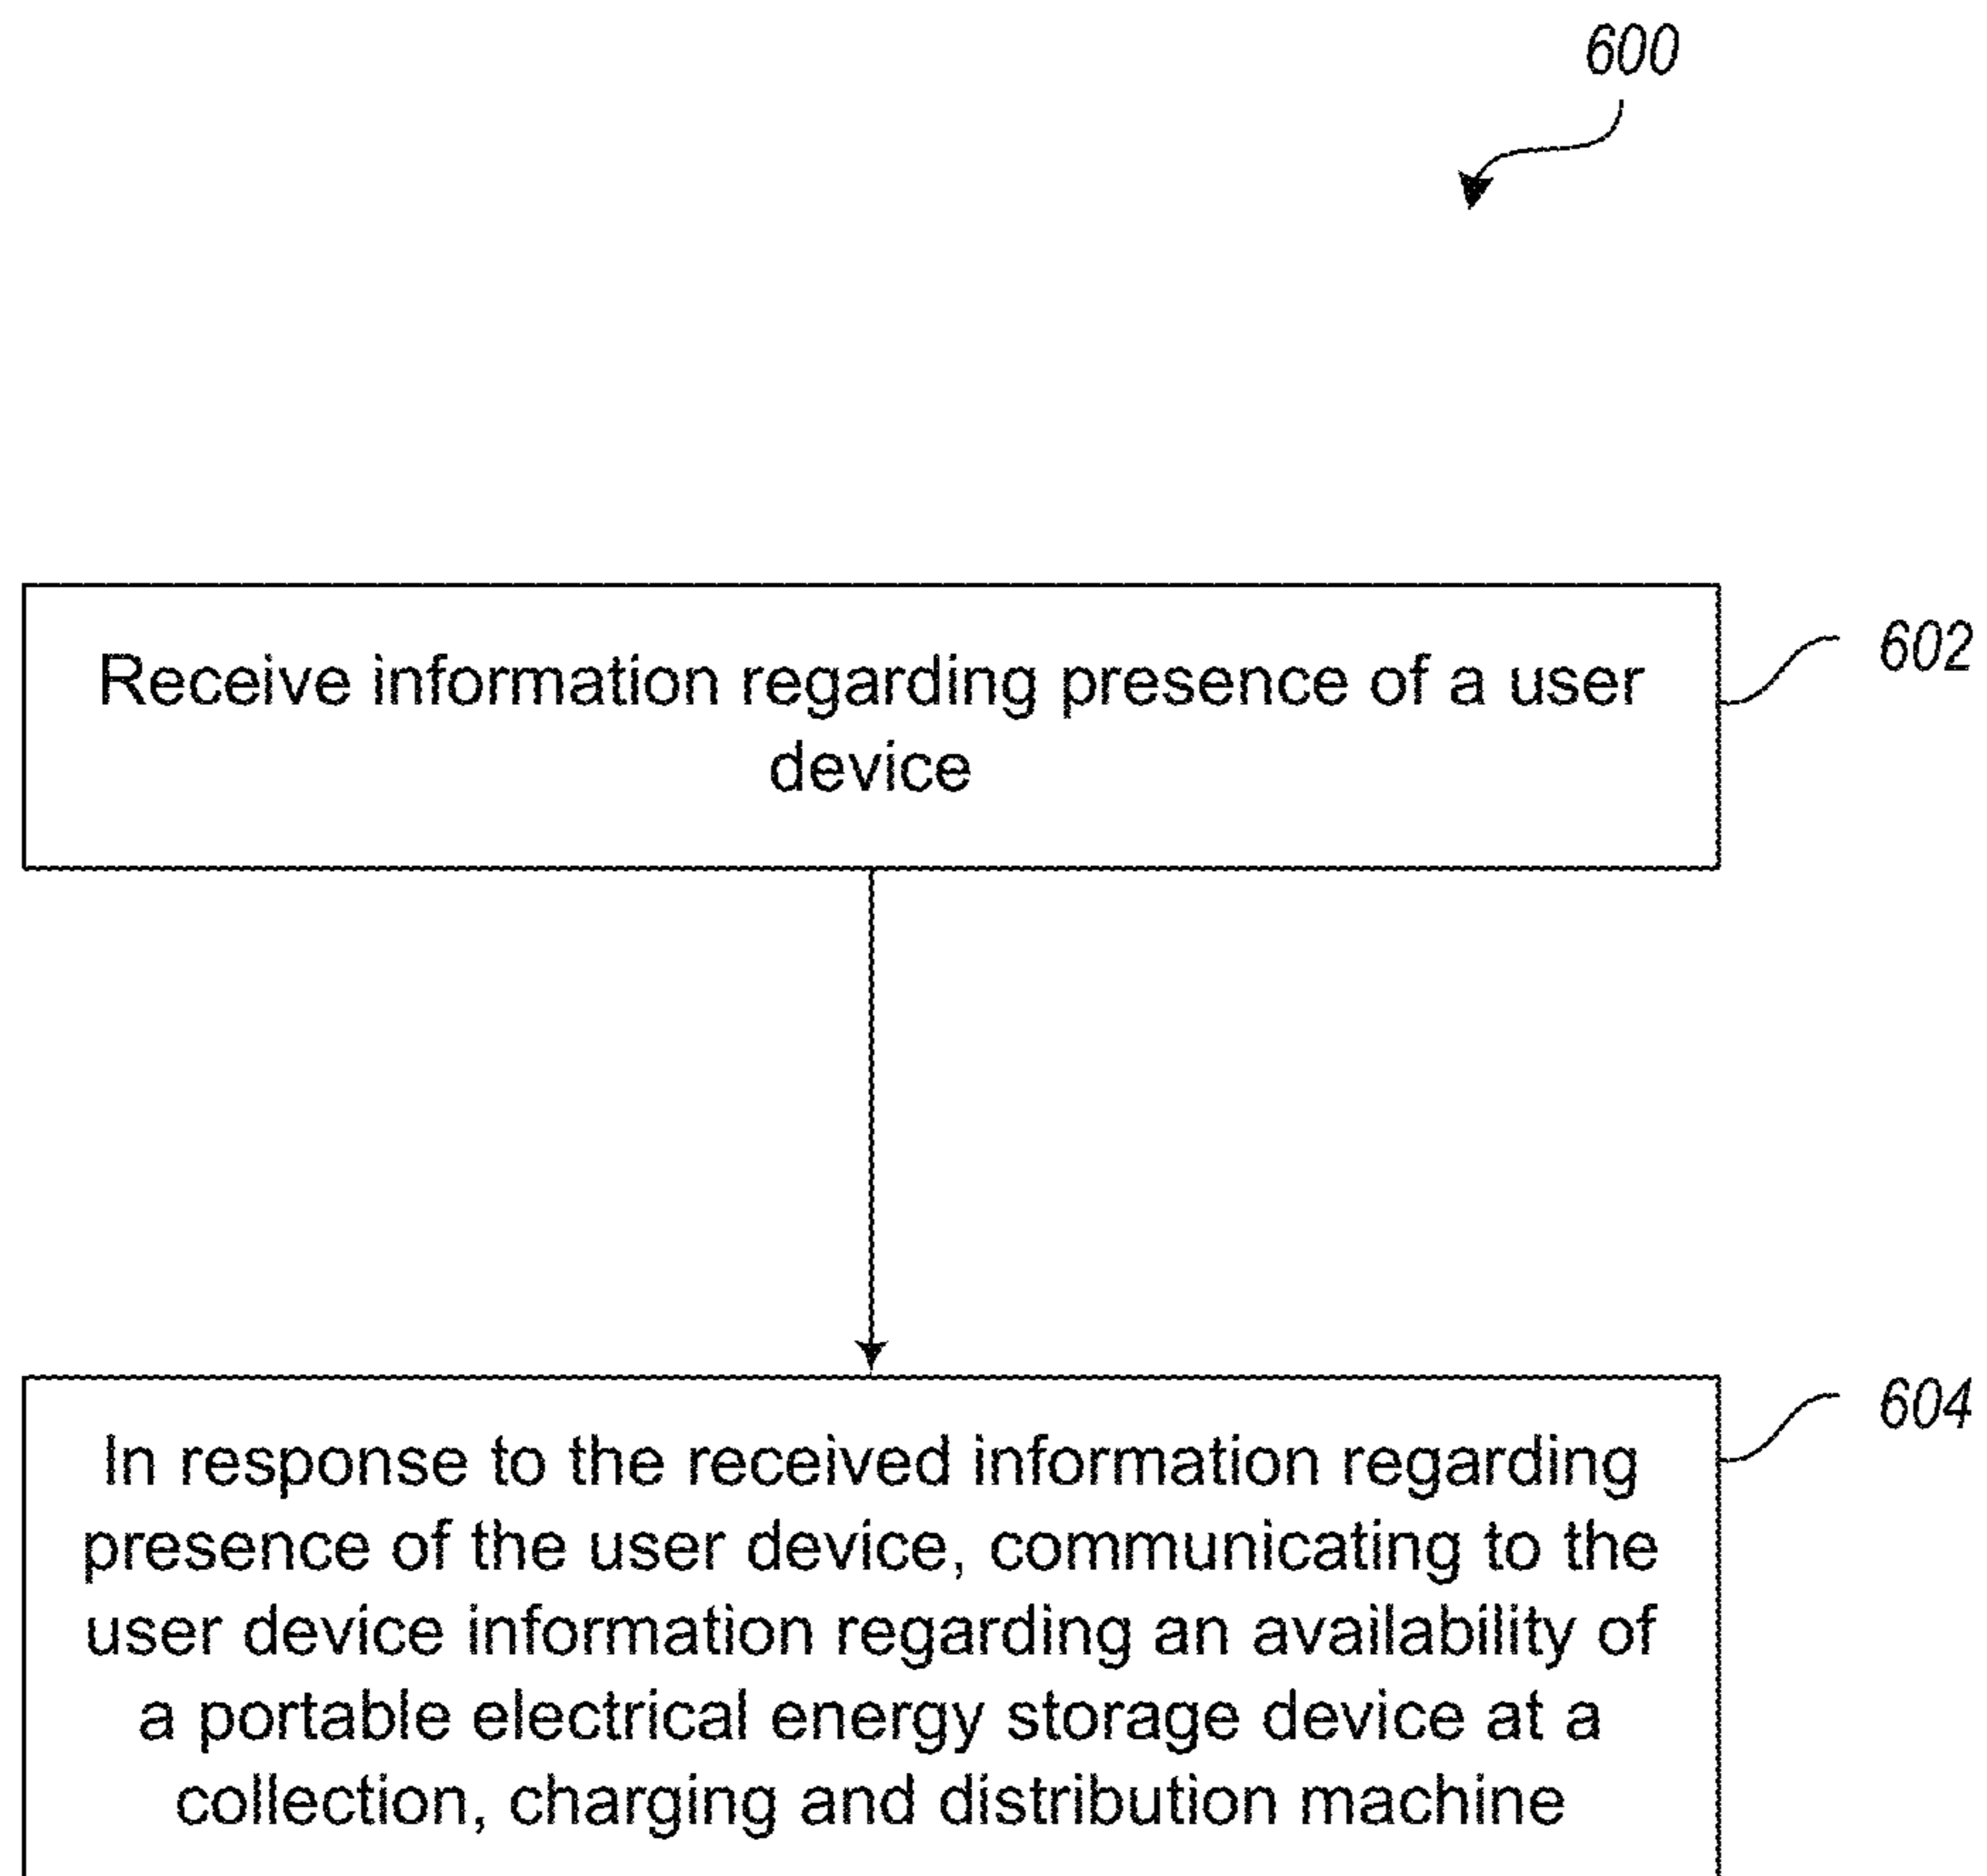 600
Receive information regarding presence of a user
device
602
In response to the received information regarding
presence of the user device, communicating to the
user device information regarding an availability of
a portable electrical energy storage device at a
collection, charging and distribution machine
604